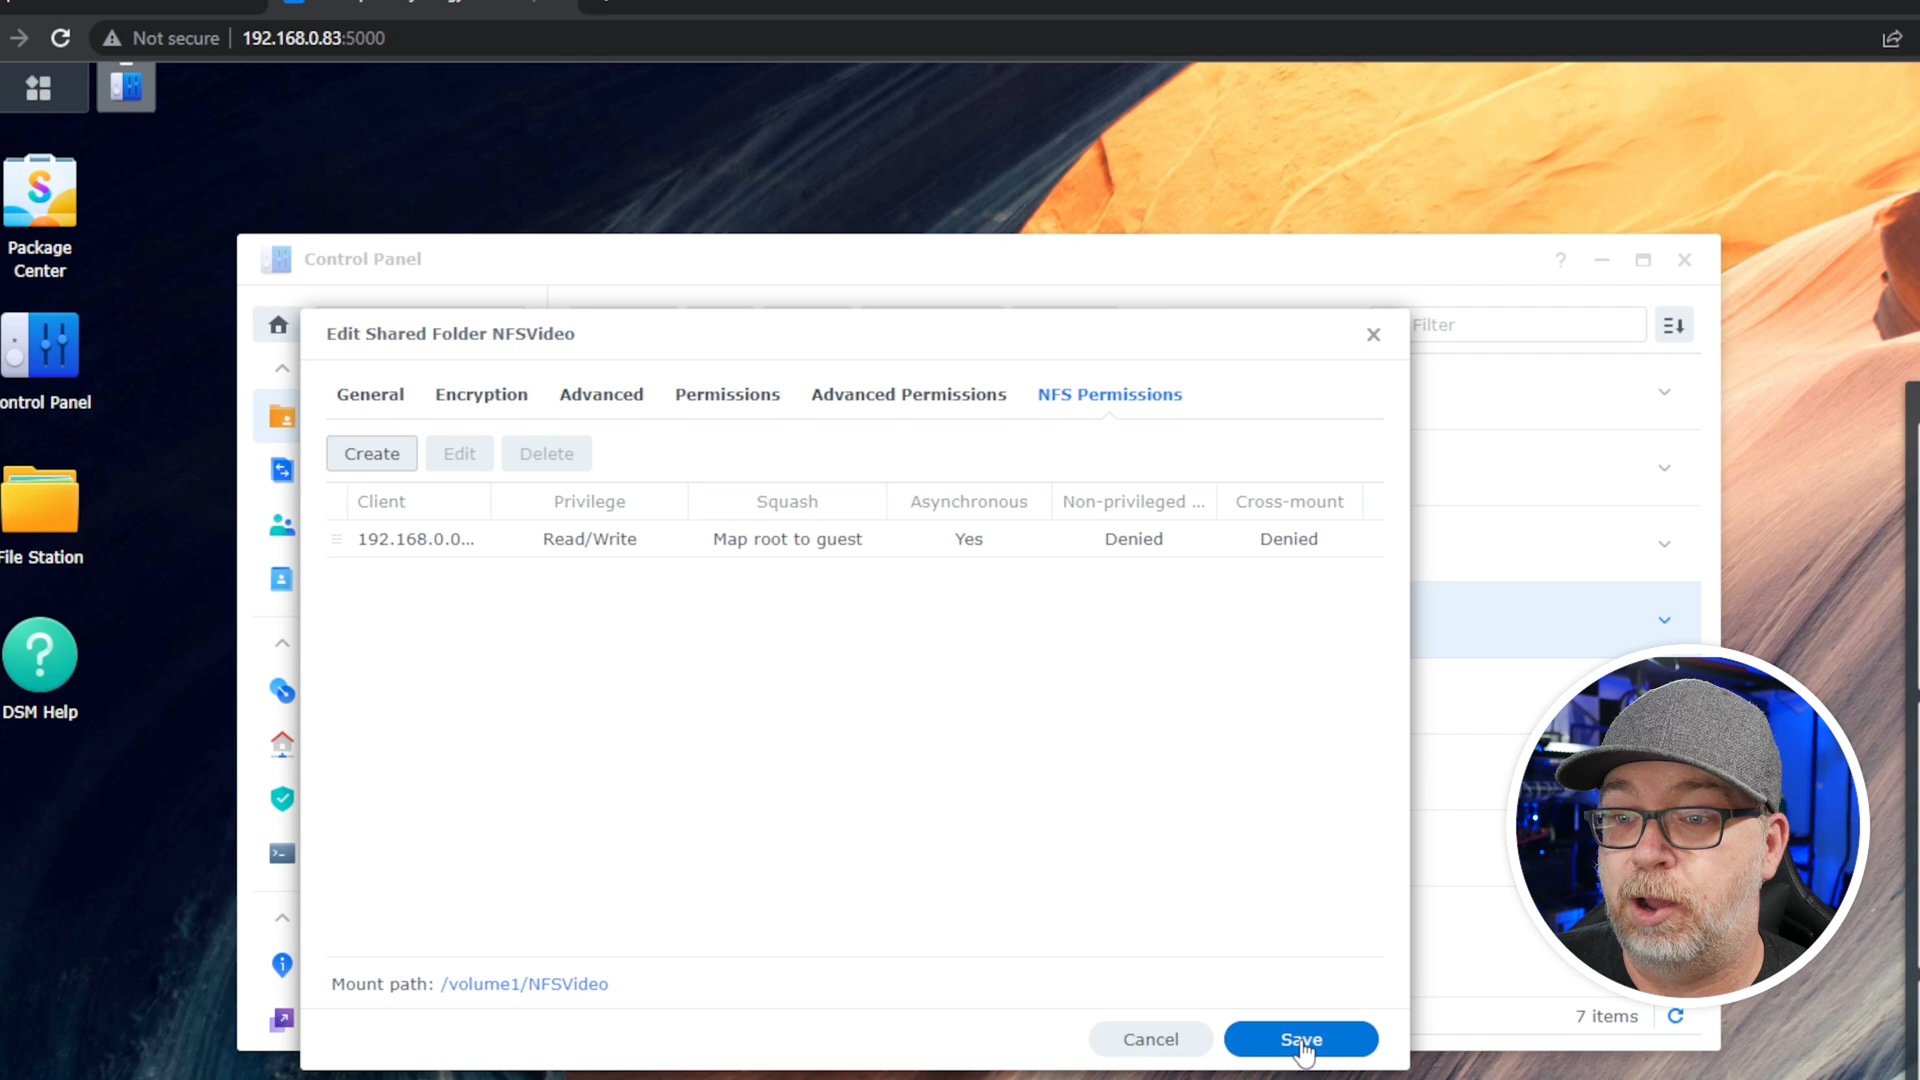 Not secure 192.168.0.83:5000
Package
Center
ontrol Panel
File Station
DSM Help
Control Panel
?
Filter
Edit Shared Folder NFSVideo
General Encryption Advanced Permissions Advanced Permissions NFS Permissions
Create Edit Delete
Client Privilege Squash Asynchronous Non-privileged ... Cross-mount
192.168.0.0... Read/Write Map root to guest Yes Denied Denied
Mount path: /volume1/NFSVideo
7 items
Cancel Save